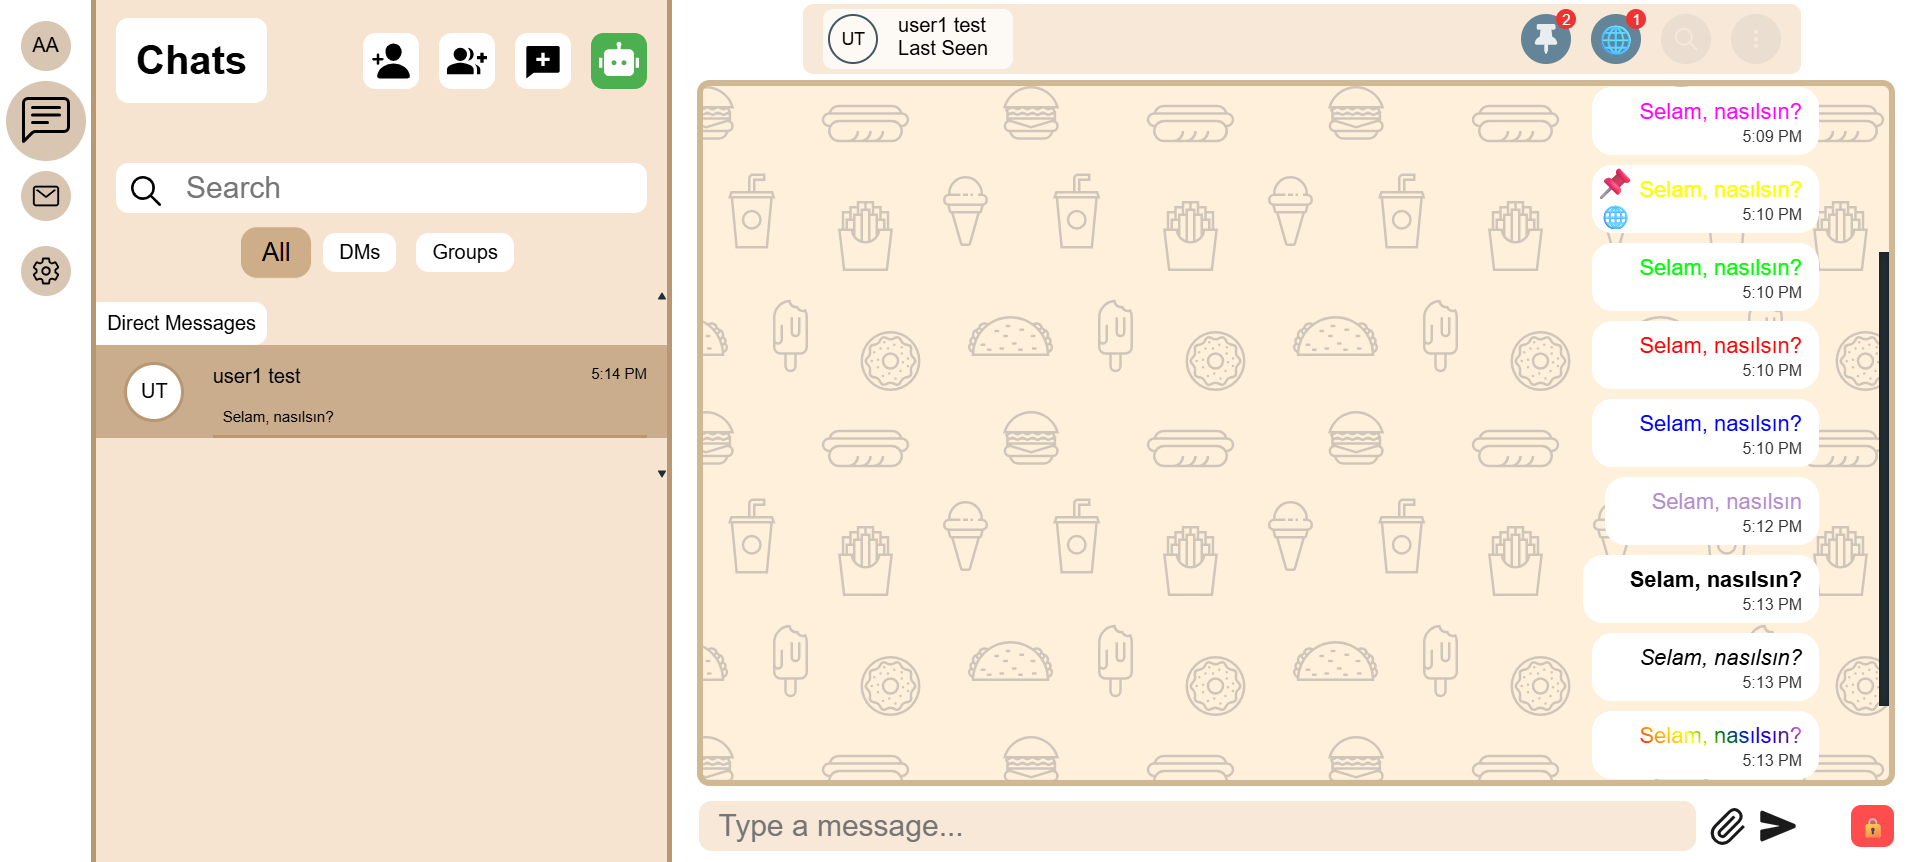 AA
Chats
Search
All
DMs
Groups
Direct Messages
UT
user1 test
5:14 PM
Selam, nasılsın?
UT
user1 test
Last Seen
2
1
Selam, nasılsın?
5:09 PM
Selam, nasılsın?
5:10 PM
Selam, nasılsın?
5:10 PM
Selam, nasılsın?
5:10 PM
Selam, nasılsın?
5:10 PM
Selam, nasılsın
5:12 PM
Selam, nasılsın?
5:13 PM
Selam, nasılsın?
5:13 PM
Selam, nasılsın?
5:13 PM
Type a message...